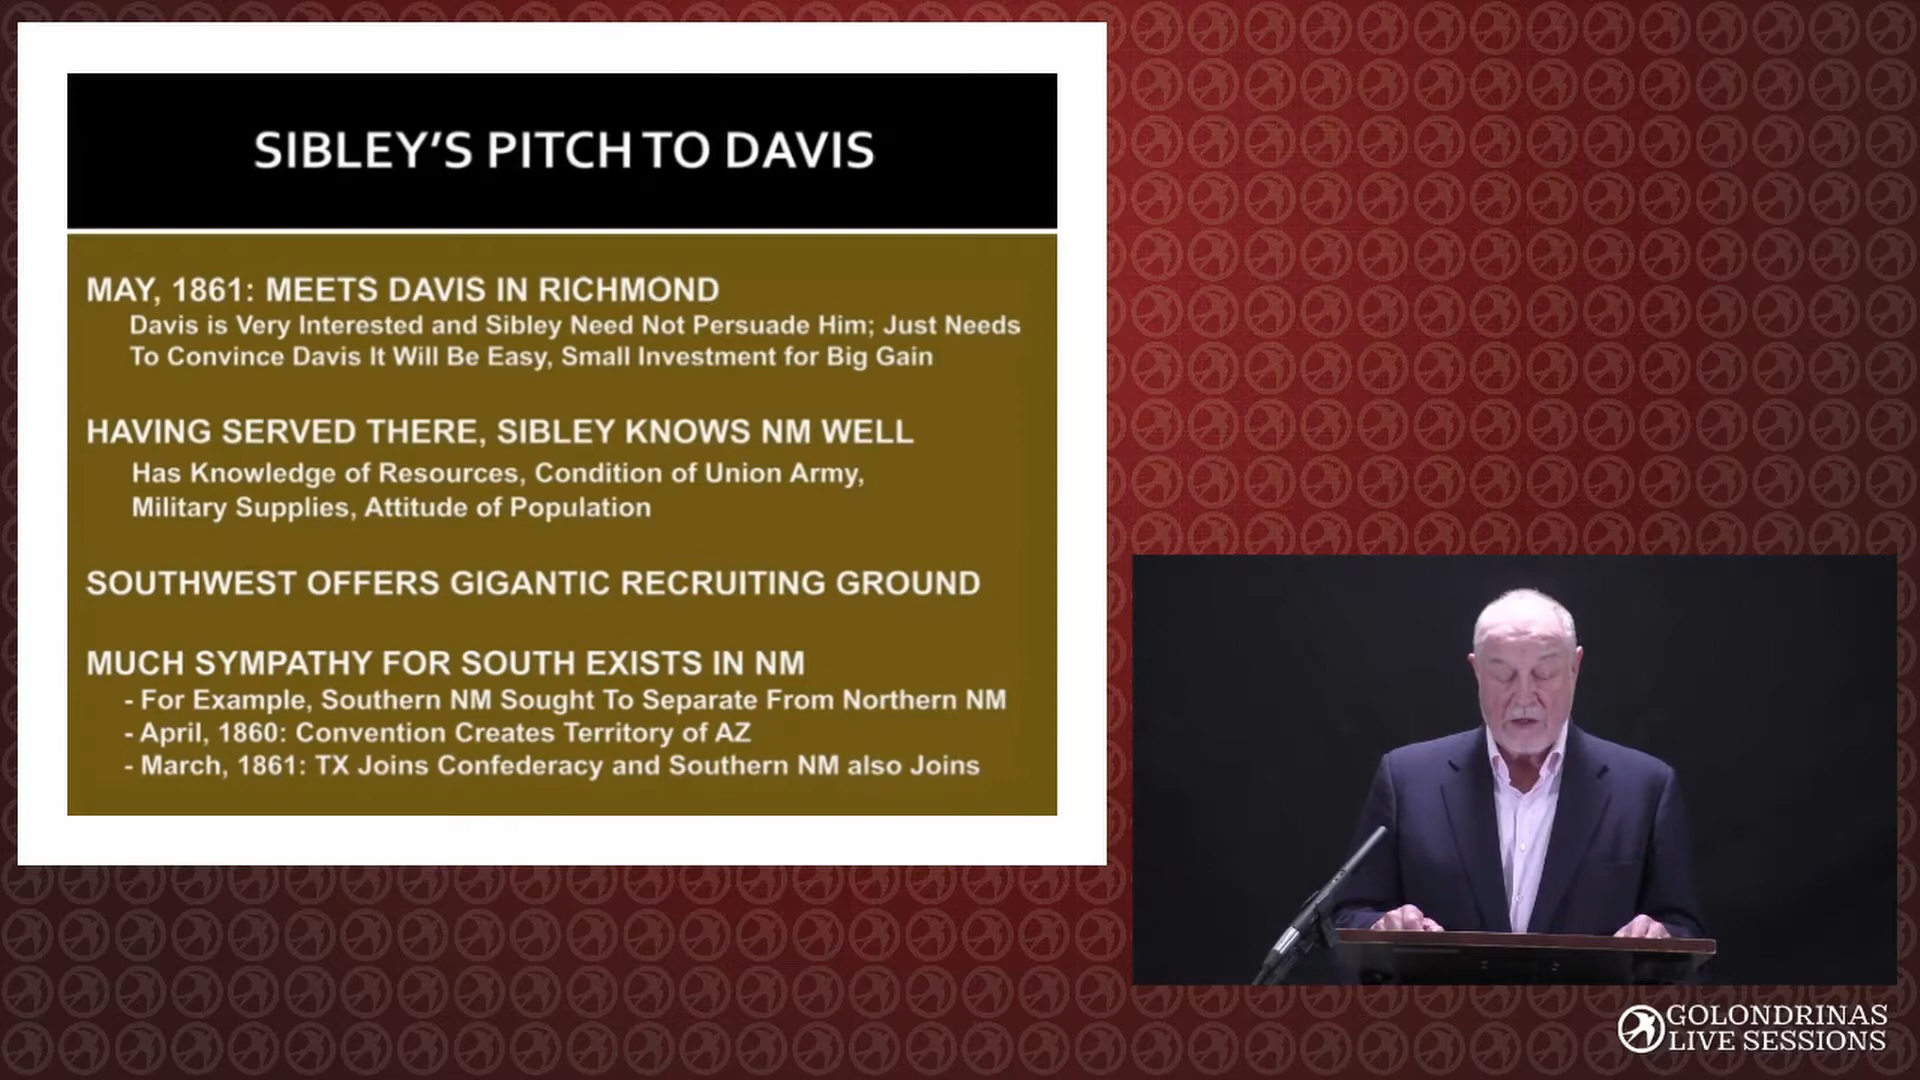 SIBLEY'S PITCH TO DAVIS
MAY, 1861: MEETS DAVIS IN RICHMOND
Davis is Very Interested and Sibley Need Not Persuade Him; Just Needs
To Convince Davis It Will Be Easy, Small Investment for Big Gain
HAVING SERVED THERE, SIBLEY KNOWS NM WELL
Has Knowledge of Resources, Condition of Union Army,
Military Supplies, Attitude of Population
SOUTHWEST OFFERS GIGANTIC RECRUITING GROUND
MUCH SYMPATHY FOR SOUTH EXISTS IN NM
- For Example, Southern NM Sought To Separate From Northern NM
- April, 1860: Convention Creates Territory of AZ
- March, 1861: TX Joins Confederacy and Southern NM also Joins
GOLONDRINAS
LIVE SESSIONS